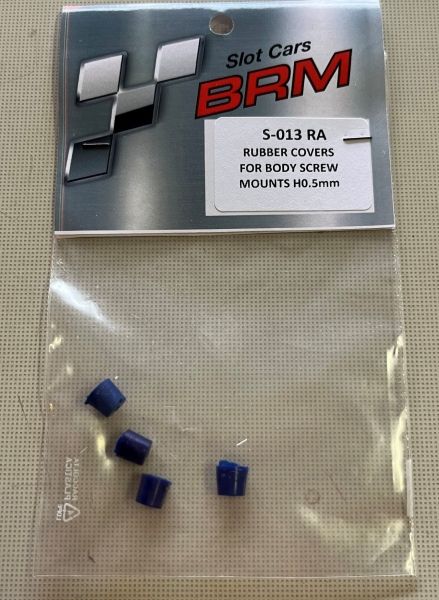 Slot Cars
BRM
S-013 RA
RUBBER COVERS
FOR BODY SCREW
MOUNTS H0.5mm